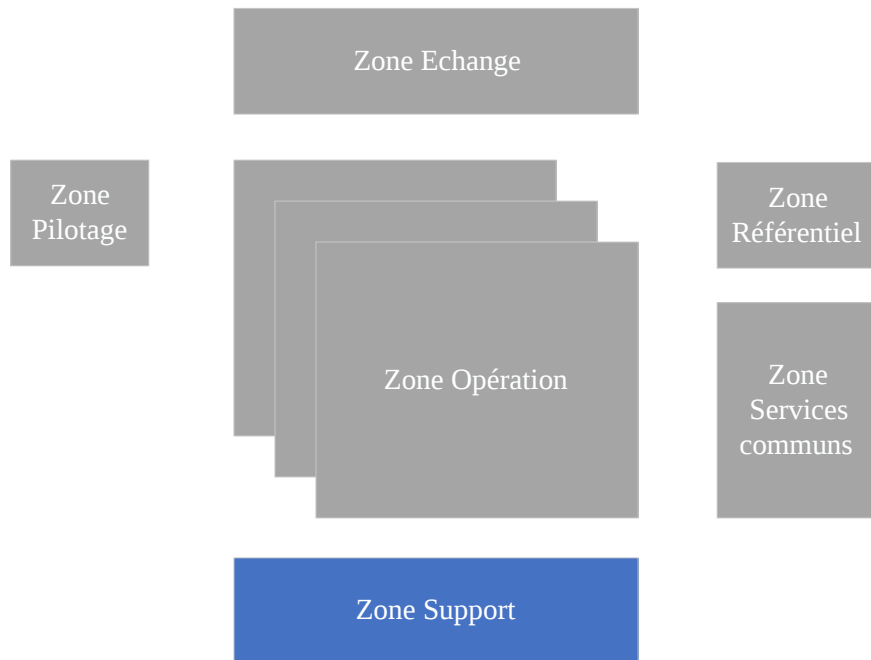 Zone Echange
Zone
Pilotage
Zone
Référentiel
Zone Opération
Zone
Services
communs
Zone Support